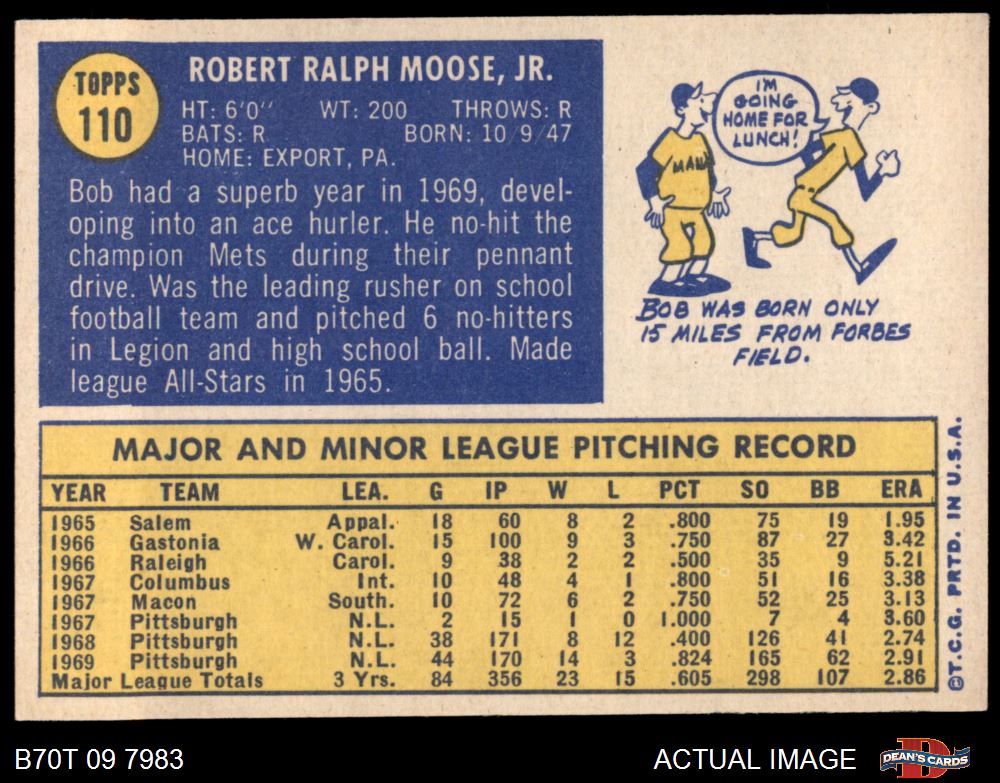 TOPPS
110
ROBERT RALPH MOOSE, JR.
HT: 6'0'' WT: 200 THROWS: R
BATS: R BORN: 10/9/47
HOME: EXPORT, PA.
Bob had a superb year in 1969, devel-
oping into an ace hurler. He no-hit the
champion Mets during their pennant
drive. Was the leading rusher on school
football team and pitched 6 no-hitters
in Legion and high school ball. Made
league All-Stars in 1965.
I'M
GOING
HOME FOR
LUNCH!
BOB WAS BORN ONLY
15 MILES FROM FORBES
FIELD.
MAJOR AND MINOR LEAGUE PITCHING RECORD
YEAR TEAM LEA. G IP W L PCT SO BB ERA
1965 Salem Appal. 18 60 8 2 .800 75 19 1.95
1966 Gastonia W. Carol. 15 100 9 3 .750 87 27 3.42
1966 Raleigh Carol. 9 38 2 2 .500 35 9 5.21
1967 Columbus Int. 10 48 4 1 .800 51 16 3.38
1967 Macon South. 10 72 6 2 .750 52 25 3.13
1967 Pittsburgh N.L. 2 15 1 0 1.000 7 4 3.60
1968 Pittsburgh N.L. 38 171 8 12 .400 126 41 2.74
1969 Pittsburgh N.L. 44 170 14 3 .824 165 62 2.91
Major League Totals 3 Yrs. 84 356 23 15 .605 298 107 2.86
©T.C.G. PRTD. IN U.S.A.
B70T 09 7983
ACTUAL IMAGE
DEAN'S CARDS